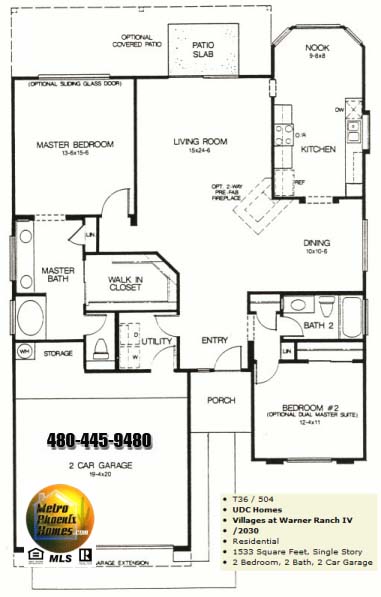 OPTIONAL
COVERED PATIO
PATIO
SLAB
NOOK
9-8x8
(OPTIONAL SLIDING GLASS DOOR)
DW
MASTER BEDROOM
13-6x15-6
LIVING ROOM
15x24-6
O/R
KITCHEN
OPT. 2-WAY
PRE-FAB
FIREPLACE
REF
LIN
DINING
10x10-6
MASTER
BATH
WALK IN
CLOSET
BATH 2
WH
STORAGE
D
W
UTILITY
ENTRY
LIN
PORCH
BEDROOM #2
(OPTIONAL DUAL MASTER SUITE)
12-4x11
480-445-9480
2 CAR GARAGE
19-4x20
Metro
Phoenix
Homes.com
MLS
R
GARAGE EXTENSION
• T36 / 504
• UDC Homes
• Villages at Warner Ranch IV
• /2030
• Residential
• 1533 Square Feet, Single Story
• 2 Bedroom, 2 Bath, 2 Car Garage